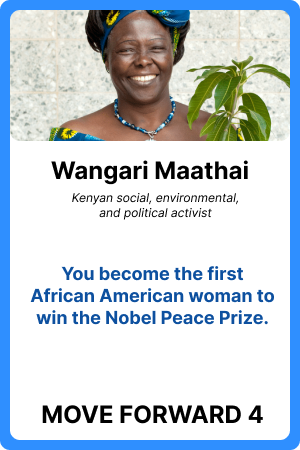 Wangari Maathai
Kenyan social, environmental,
and political activist
You become the first
African American woman to
win the Nobel Peace Prize.
MOVE FORWARD 4